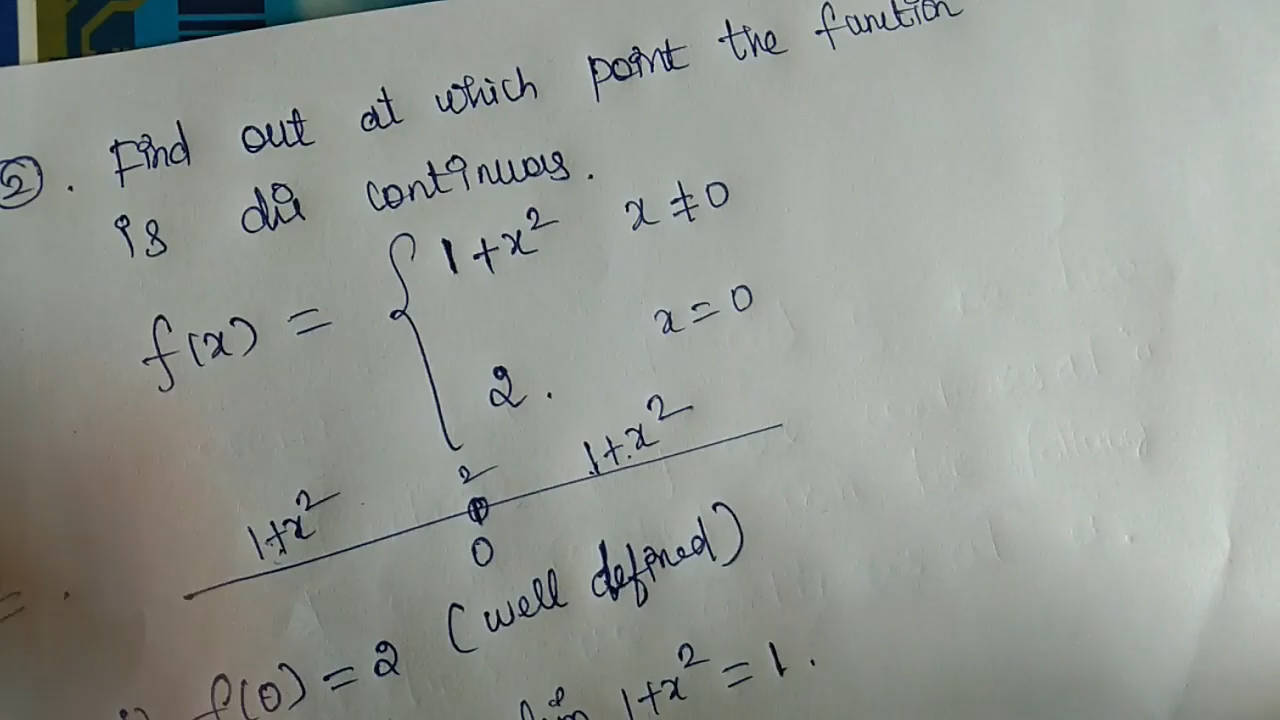 ②. Find out at which point the function
is dis continuous.
f(x) = { 1+x² x≠0
x=0
2.
1+x² 2 1+x²
0
f(0) = 2 (well defined)
lim 1+x² = 1.